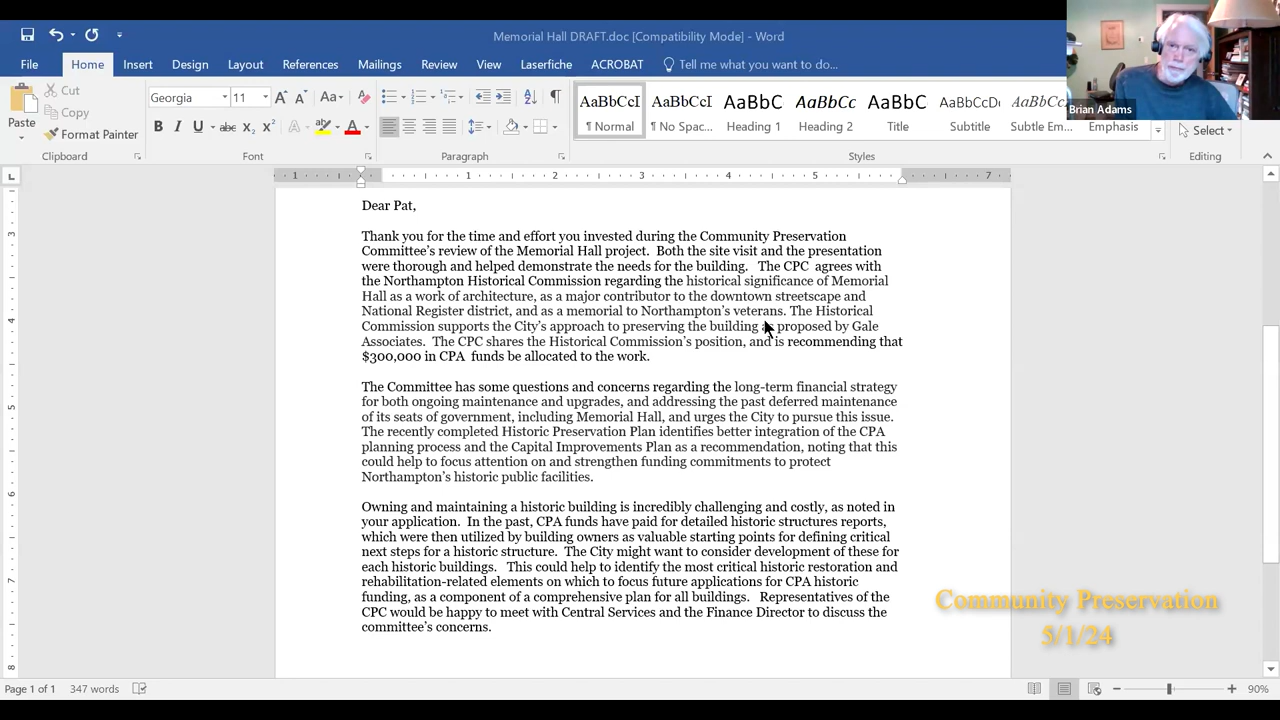 Memorial Hall DRAFT.doc [Compatibility Mode] - Word
File Home Insert Design Layout References Mailings Review View Laserfiche ACROBAT Tell me what you want to do...
Brian Adams
Paste
Cut
Copy
Format Painter
Clipboard
Georgia 11
Font
Paragraph
AaBbCcI AaBbCcI AaBbC AaBbCc AaBbC AaBbCcDc AaBbCc
¶ Normal ¶ No Spac... Heading 1 Heading 2 Title Subtitle Subtle Em... Emphasis
Styles
Select
Editing
1 1 2 3 4 5 7
Dear Pat,
Thank you for the time and effort you invested during the Community Preservation
Committee's review of the Memorial Hall project. Both the site visit and the presentation
were thorough and helped demonstrate the needs for the building. The CPC agrees with
the Northampton Historical Commission regarding the historical significance of Memorial
Hall as a work of architecture, as a major contributor to the downtown streetscape and
National Register district, and as a memorial to Northampton's veterans. The Historical
Commission supports the City's approach to preserving the building as proposed by Gale
Associates. The CPC shares the Historical Commission's position, and is recommending that
$300,000 in CPA funds be allocated to the work.
The Committee has some questions and concerns regarding the long-term financial strategy
for both ongoing maintenance and upgrades, and addressing the past deferred maintenance
of its seats of government, including Memorial Hall, and urges the City to pursue this issue.
The recently completed Historic Preservation Plan identifies better integration of the CPA
planning process and the Capital Improvements Plan as a recommendation, noting that this
could help to focus attention on and strengthen funding commitments to protect
Northampton's historic public facilities.
Owning and maintaining a historic building is incredibly challenging and costly, as noted in
your application. In the past, CPA funds have paid for detailed historic structures reports,
which were then utilized by building owners as valuable starting points for defining critical
next steps for a historic structure. The City might want to consider development of these for
each historic buildings. This could help to identify the most critical historic restoration and
rehabilitation-related elements on which to focus future applications for CPA historic
funding, as a component of a comprehensive plan for all buildings. Representatives of the
CPC would be happy to meet with Central Services and the Finance Director to discuss the
committee's concerns.
Community Preservation
5/1/24
Page 1 of 1 347 words 90%